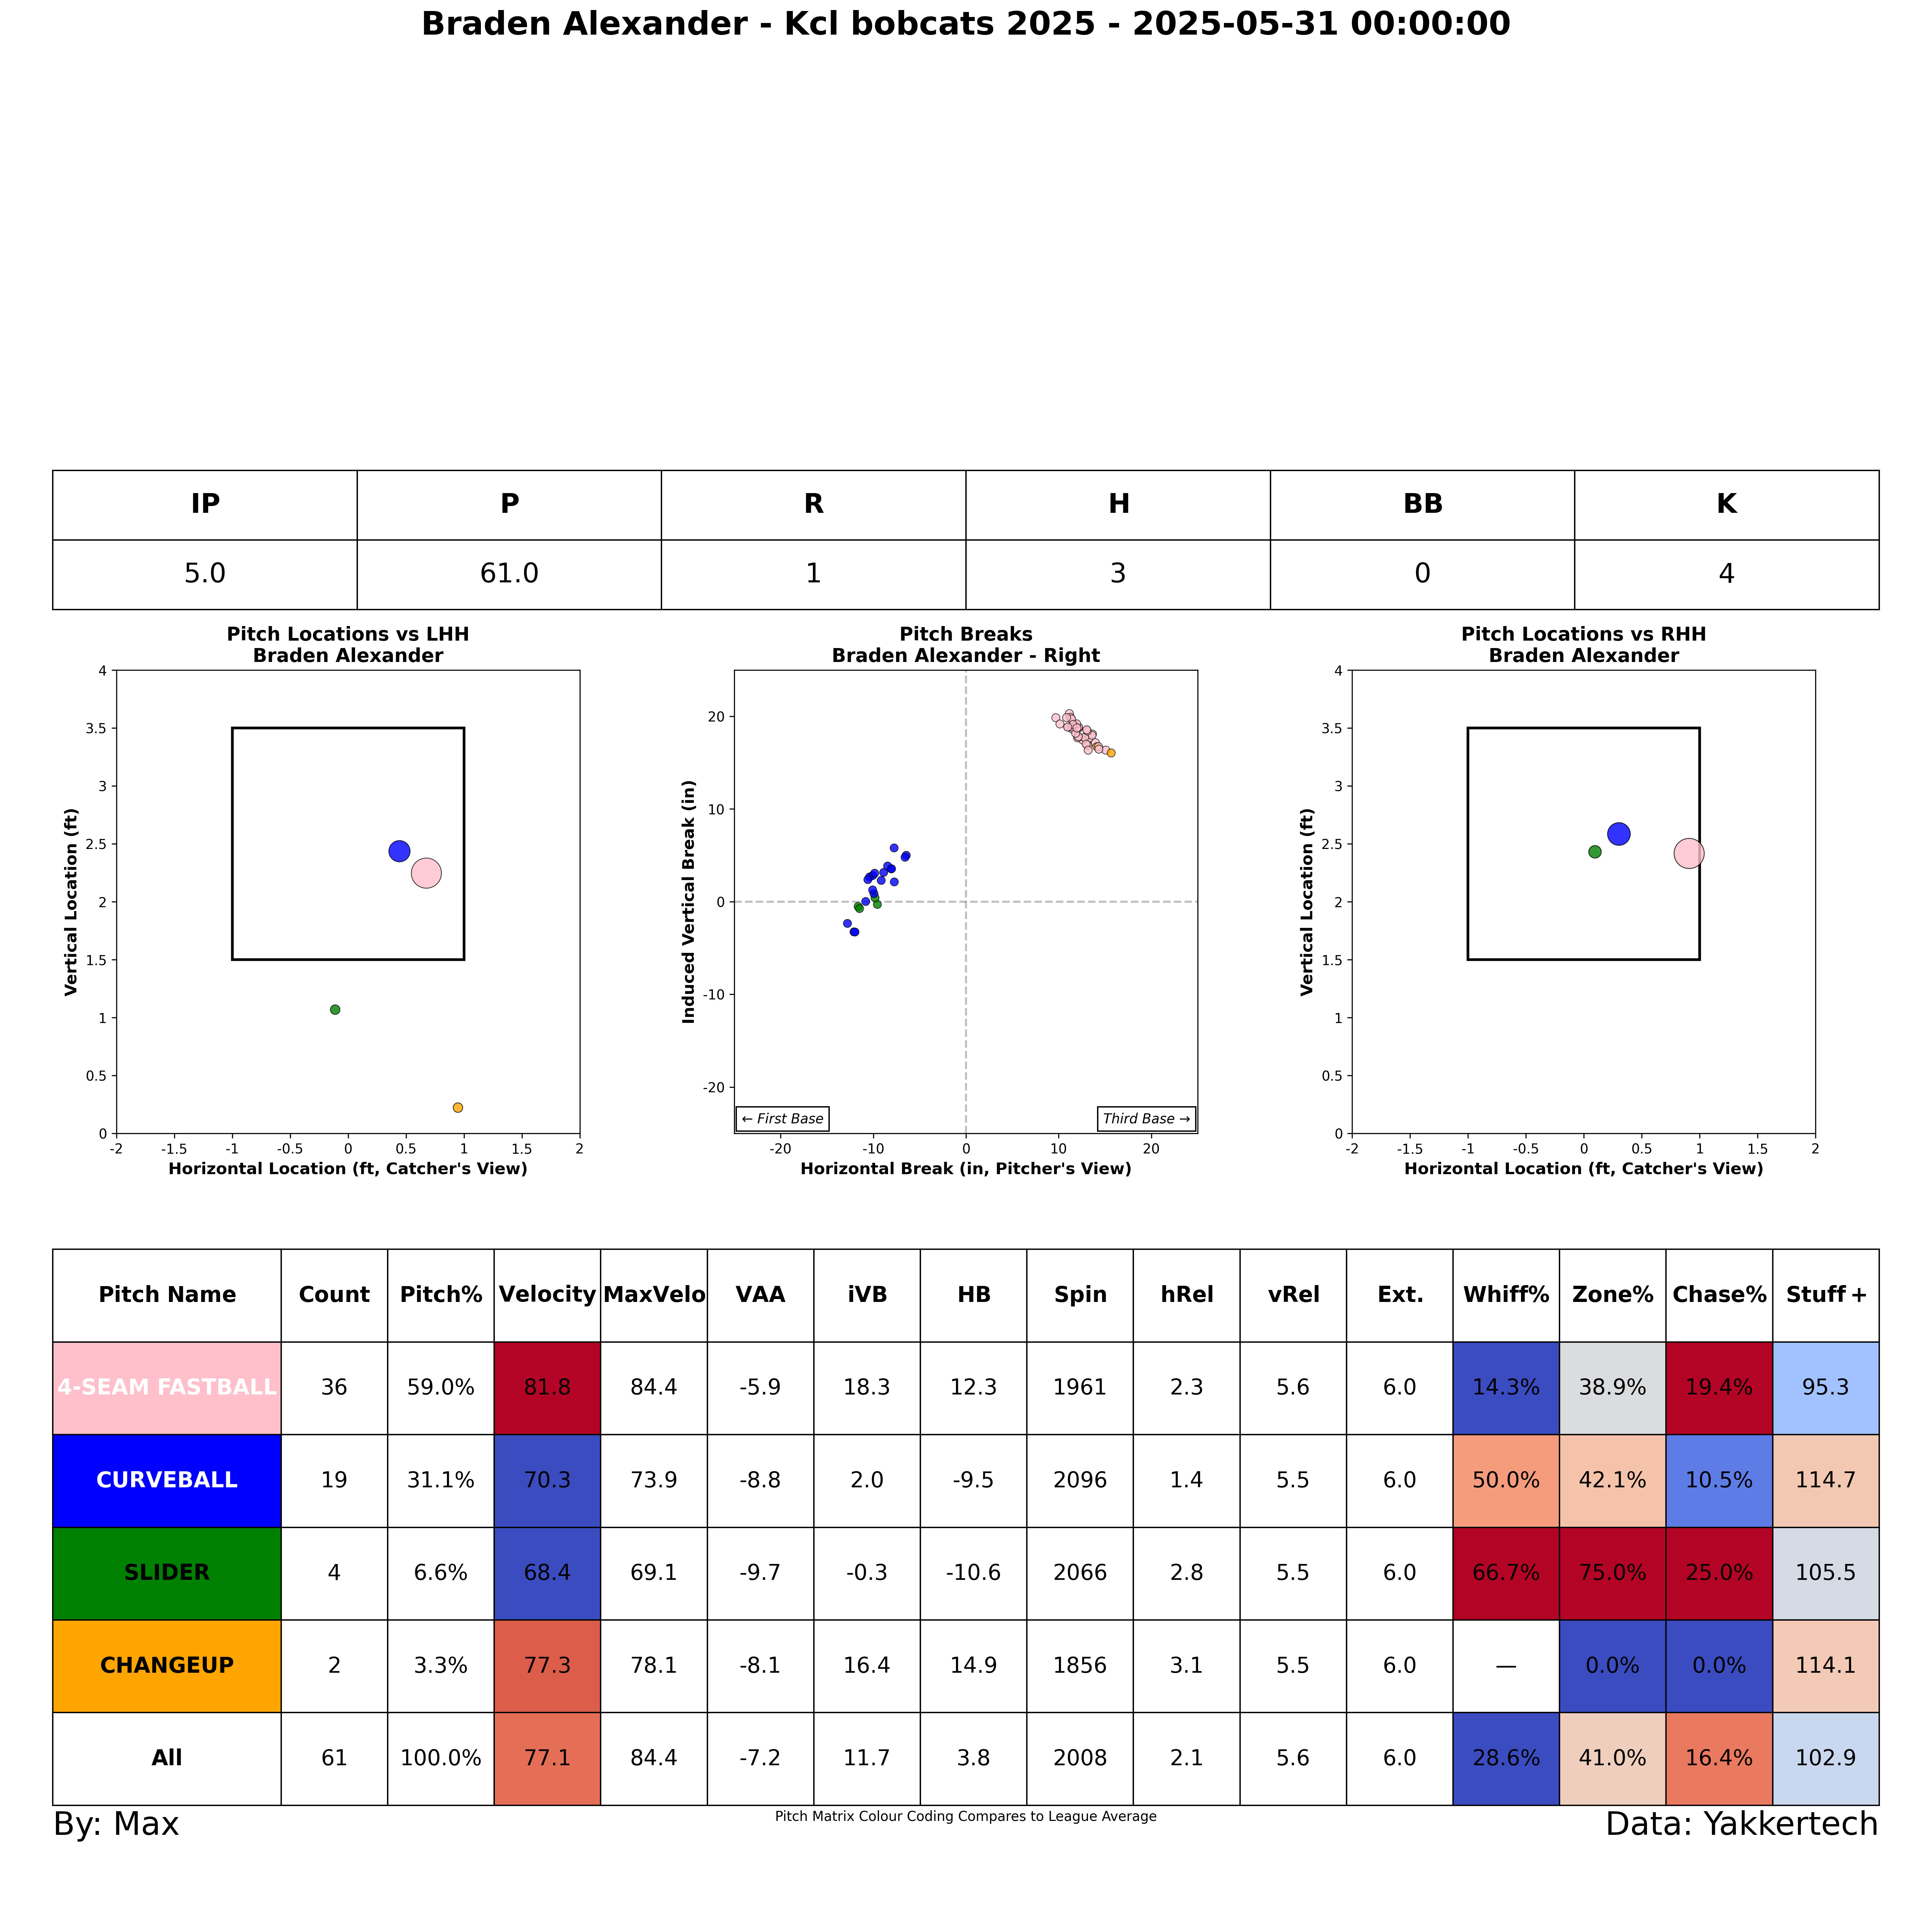 Braden Alexander - Kcl bobcats 2025 - 2025-05-31 00:00:00
IP P R H BB K
5.0 61.0 1 3 0 4
Pitch Locations vs LHH
Braden Alexander
4
3.5
3
2.5
2
1.5
1
0.5
0
Vertical Location (ft)
-2 -1.5 -1 -0.5 0 0.5 1 1.5 2
Horizontal Location (ft, Catcher's View)
Pitch Breaks
Braden Alexander - Right
20
10
0
-10
-20
Induced Vertical Break (in)
← First Base
Third Base →
-20 -10 0 10 20
Horizontal Break (in, Pitcher's View)
Pitch Locations vs RHH
Braden Alexander
4
3.5
3
2.5
2
1.5
1
0.5
0
Vertical Location (ft)
-2 -1.5 -1 -0.5 0 0.5 1 1.5 2
Horizontal Location (ft, Catcher's View)
Pitch Name Count Pitch% Velocity MaxVelo VAA iVB HB Spin hRel vRel Ext. Whiff% Zone% Chase% Stuff+
4-SEAM FASTBALL 36 59.0% 81.8 84.4 -5.9 18.3 12.3 1961 2.3 5.6 6.0 14.3% 38.9% 19.4% 95.3
CURVEBALL 19 31.1% 70.3 73.9 -8.8 2.0 -9.5 2096 1.4 5.5 6.0 50.0% 42.1% 10.5% 114.7
SLIDER 4 6.6% 68.4 69.1 -9.7 -0.3 -10.6 2066 2.8 5.5 6.0 66.7% 75.0% 25.0% 105.5
CHANGEUP 2 3.3% 77.3 78.1 -8.1 16.4 14.9 1856 3.1 5.5 6.0 — 0.0% 0.0% 114.1
All 61 100.0% 77.1 84.4 -7.2 11.7 3.8 2008 2.1 5.6 6.0 28.6% 41.0% 16.4% 102.9
By: Max
Pitch Matrix Colour Coding Compares to League Average
Data: Yakkertech